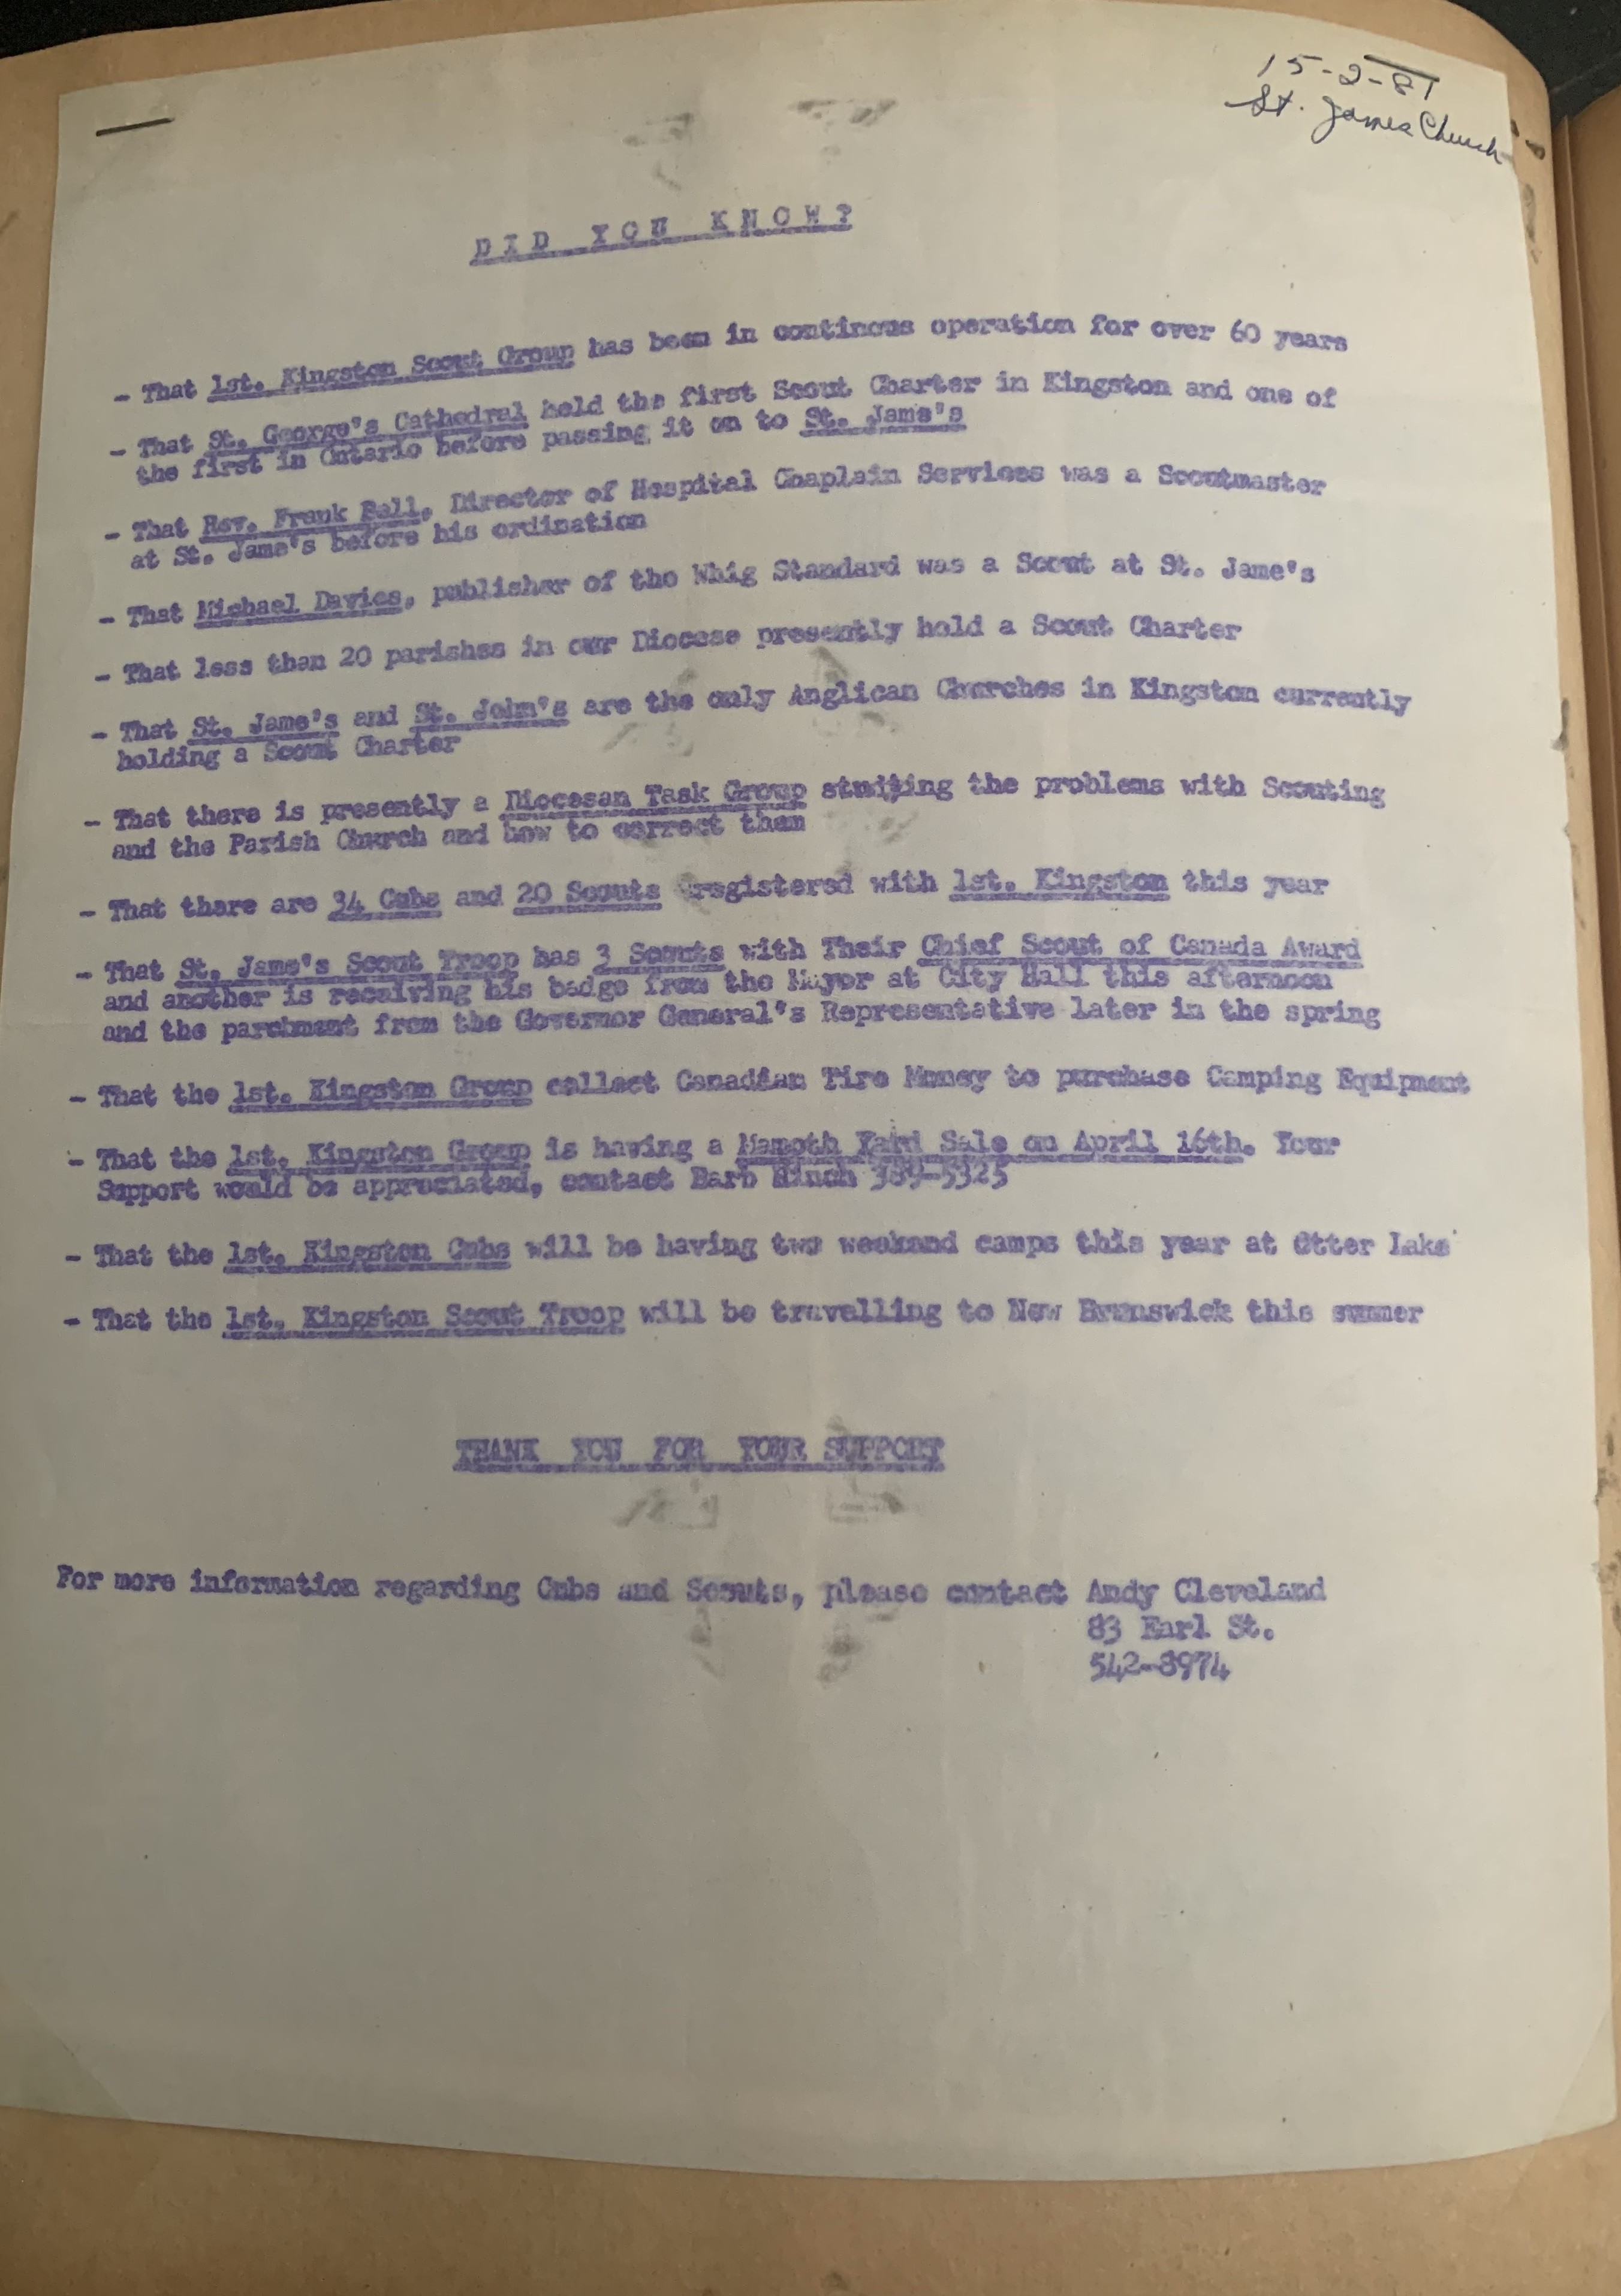 15-2-81
St. James Church
DID YOU KNOW?
- That 1st. Kingston Scout Group has been in continous operation for over 60 years
- That St. George's Cathedral held the first Scout Charter in Kingston and one of
the first in Ontario before passing it on to St. Jame's
- That Rev. Frank Ball, Director of Hospital Chaplain Services was a Scoutmaster
at St. Jame's before his ordination
- That Michael Davies, publisher of the Whig Standard was a Scout at St. Jame's
- That less than 20 parishes in our Diocese presently hold a Scout Charter
- That St. Jame's and St. John's are the only Anglican Churches in Kingston currently
holding a Scout Charter
- That there is presently a Diocesan Task Group studying the problems with Scouting
and the Parish Church and how to correct them
- That there are 34 Cubs and 20 Scouts registered with 1st. Kingston this year
- That St. Jame's Scout Troop has 3 Scouts with Their Chief Scout of Canada Award
and another is receiving his badge from the Mayor at City Hall this afternoon
and the parchment from the Governor General's Representative later in the spring
- That the 1st. Kingston Group collect Canadian Tire Money to purchase Camping Equipment
- That the 1st. Kingston Group is having a Mamoth Yard Sale on April 16th. Your
Support would be appreciated, contact Barb Hinch 389-5325
- That the 1st. Kingston Cubs will be having two weekend camps this year at Otter Lake
- That the 1st. Kingston Scout Troop will be travelling to New Brunswick this summer
THANK YOU FOR YOUR SUPPORT
For more information regarding Cubs and Scouts, please contact Andy Cleveland
83 Earl St.
542-8974